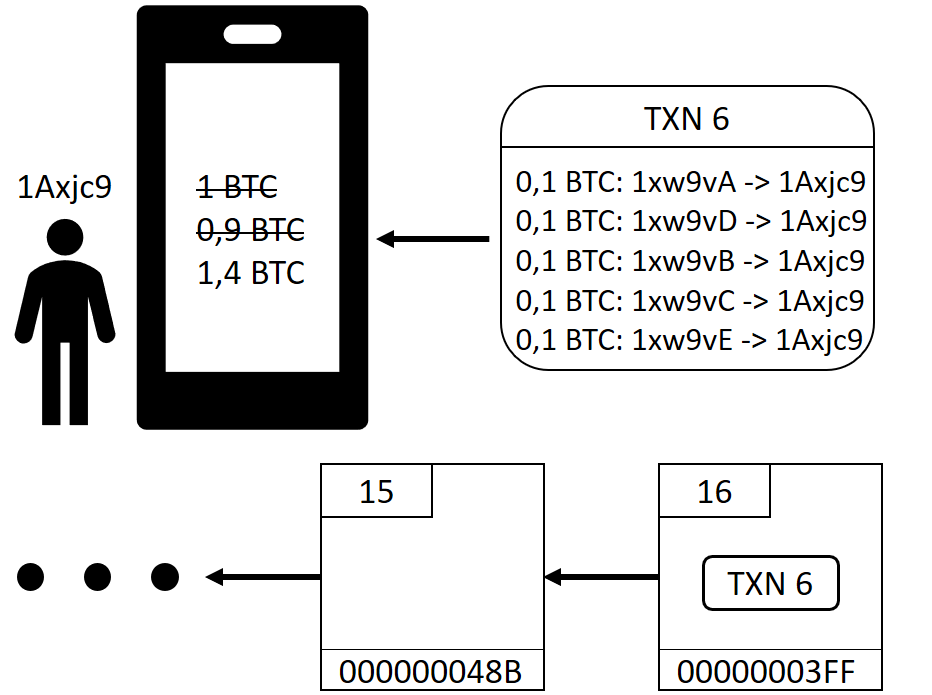 1Axjc9
1 BTC
0,9 BTC
1,4 BTC
TXN 6
0,1 BTC: 1xw9vA -> 1Axjc9
0,1 BTC: 1xw9vD -> 1Axjc9
0,1 BTC: 1xw9vB -> 1Axjc9
0,1 BTC: 1xw9vC -> 1Axjc9
0,1 BTC: 1xw9vE -> 1Axjc9
15
000000048B
16
TXN 6
00000003FF